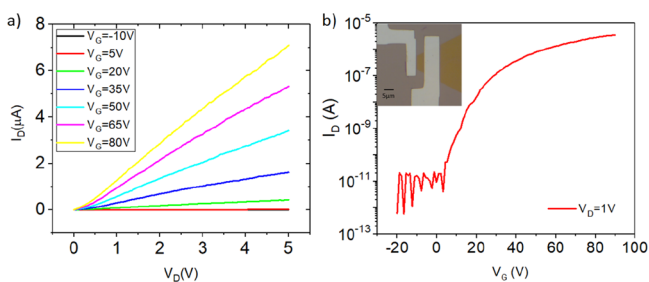 a)
V_G=-10V
V_G=5V
V_G=20V
V_G=35V
V_G=50V
V_G=65V
V_G=80V
8
6
4
2
0
I_D(μA)
0 1 2 3 4 5
V_D(V)
b)
10^-5
10^-7
10^-9
10^-11
10^-13
I_D (A)
5μm
V_D=1V
-20 0 20 40 60 80 100
V_G (V)